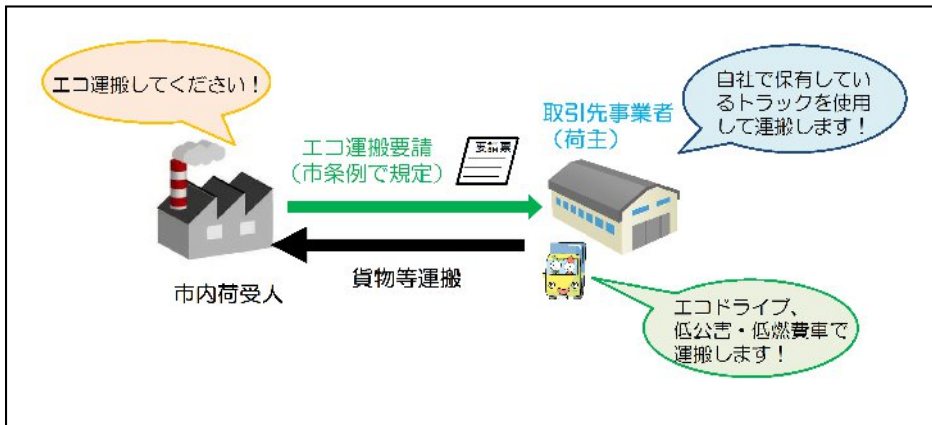 エコ運搬してください！
自社で保有してい
るトラックを使用
して運搬します！
取引先事業者
（荷主）
エコ運搬要請
（市条例で規定）
要請票
貨物等運搬
市内荷受人
エコドライブ、
低公害・低燃費車で
運搬します！